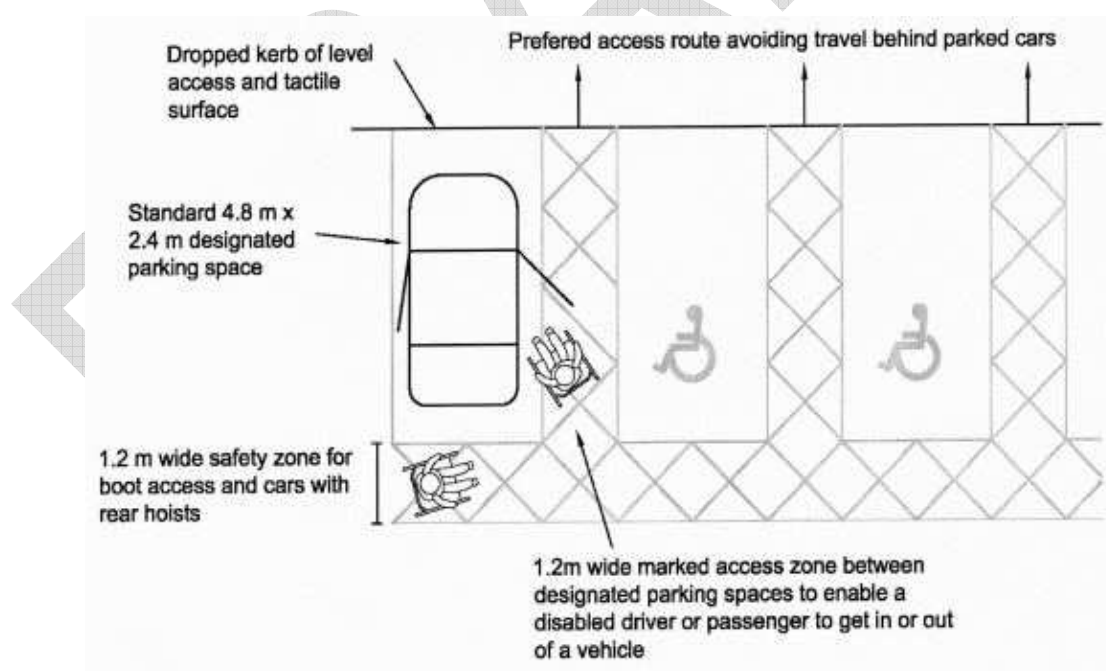 Dropped kerb of level
access and tactile
surface
Prefered access route avoiding travel behind parked cars
Standard 4.8 m x
2.4 m designated
parking space
1.2 m wide safety zone for
boot access and cars with
rear hoists
1.2m wide marked access zone between
designated parking spaces to enable a
disabled driver or passenger to get in or out
of a vehicle